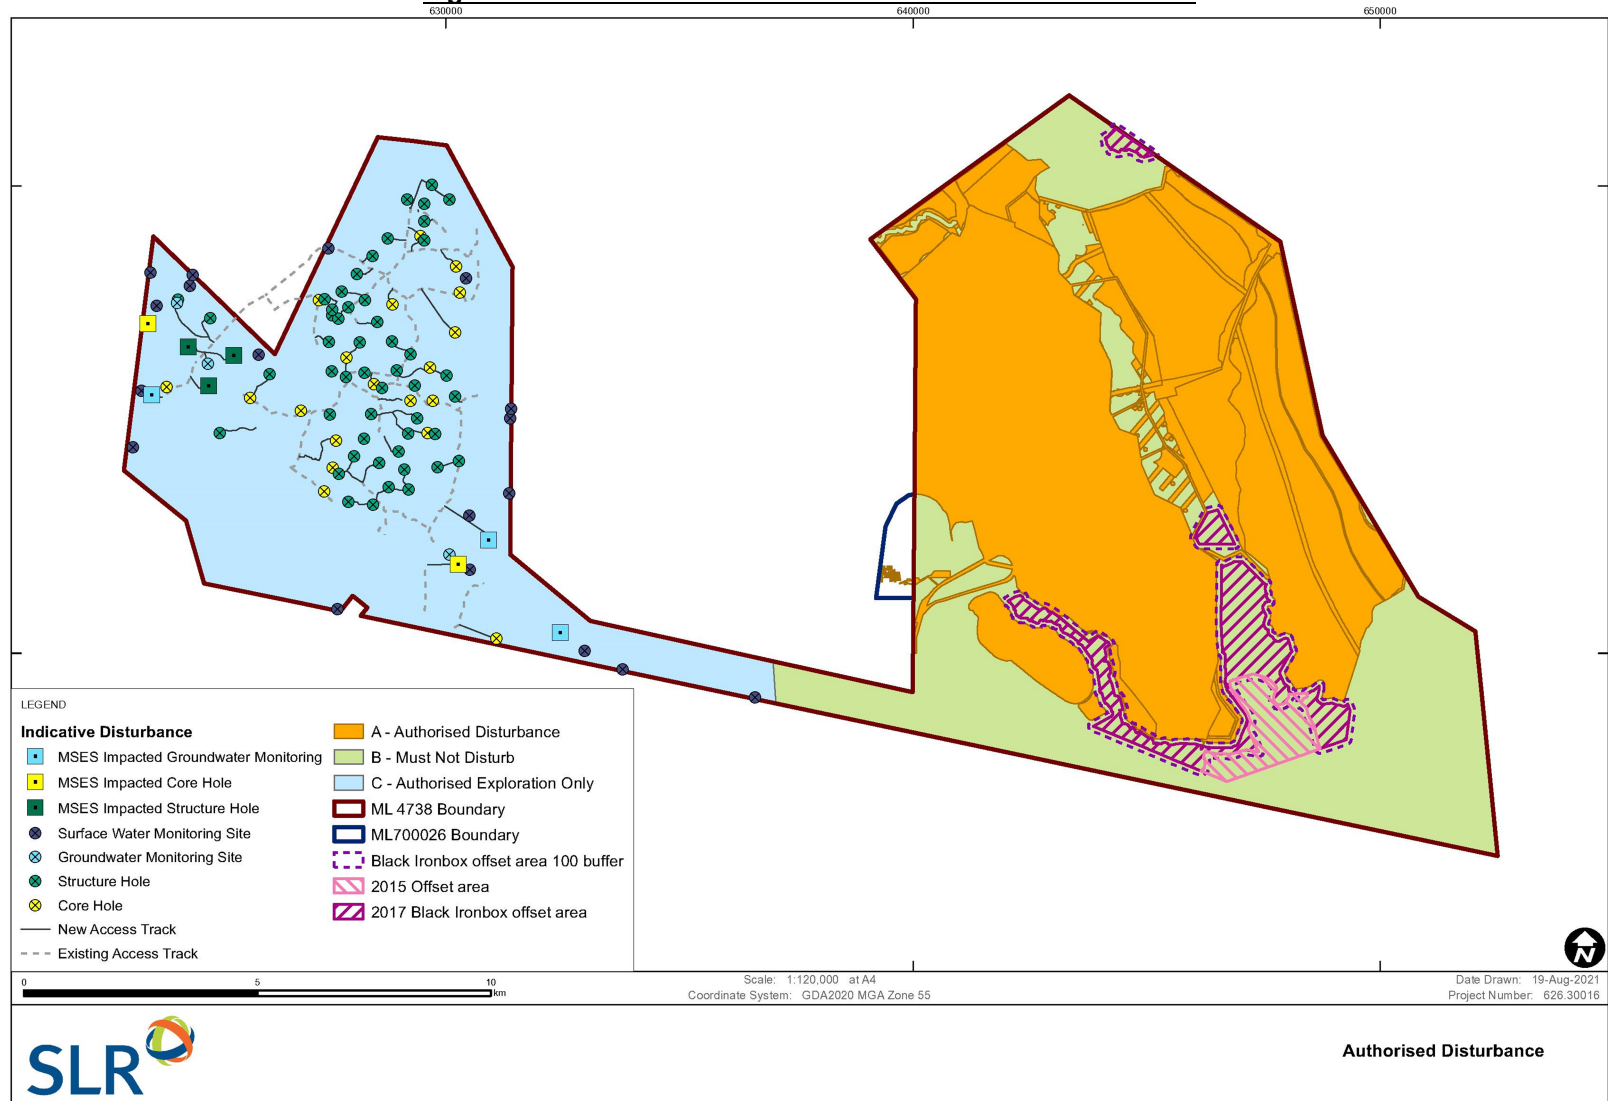 630000
640000
650000
LEGEND
Indicative Disturbance
MSES Impacted Groundwater Monitoring
MSES Impacted Core Hole
MSES Impacted Structure Hole
Surface Water Monitoring Site
Groundwater Monitoring Site
Structure Hole
Core Hole
New Access Track
Existing Access Track
A - Authorised Disturbance
B - Must Not Disturb
C - Authorised Exploration Only
ML 4738 Boundary
ML700026 Boundary
Black Ironbox offset area 100 buffer
2015 Offset area
2017 Black Ironbox offset area
N
0 5 10
km
Scale: 1:120,000 at A4
Coordinate System: GDA2020 MGA Zone 55
Date Drawn: 19-Aug-2021
Project Number: 626.30016
SLR
Authorised Disturbance